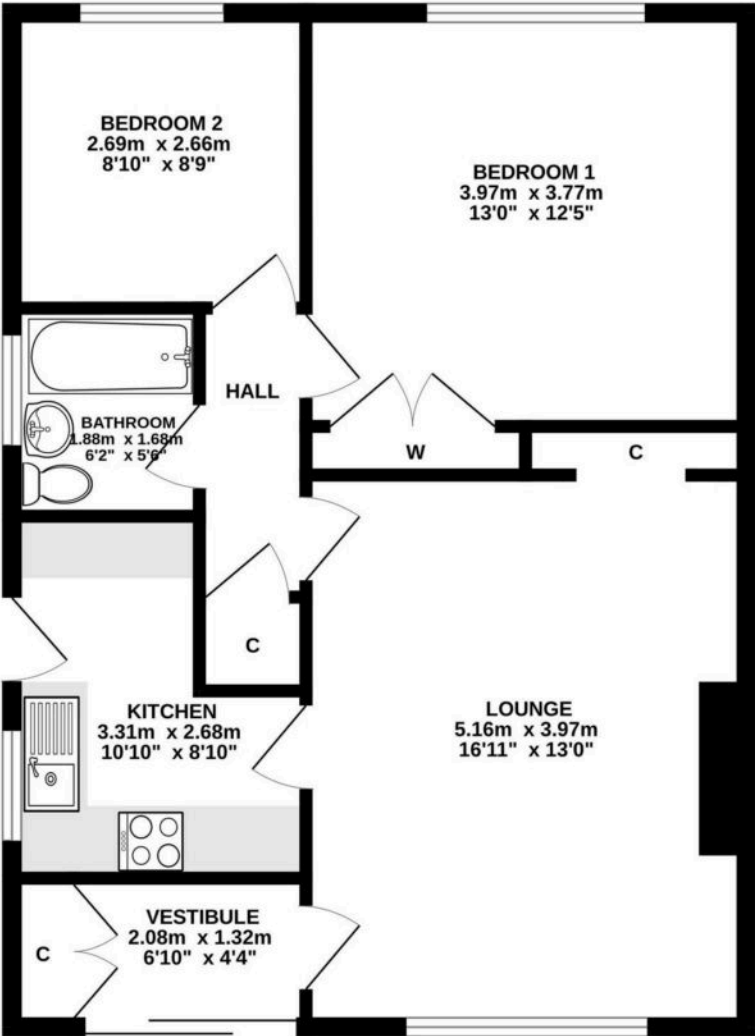 BEDROOM 2
2.69m x 2.66m
8'10" x 8'9"
BEDROOM 1
3.97m x 3.77m
13'0" x 12'5"
HALL
BATHROOM
1.88m x 1.68m
6'2" x 5'6"
W
C
C
KITCHEN
3.31m x 2.68m
10'10" x 8'10"
LOUNGE
5.16m x 3.97m
16'11" x 13'0"
VESTIBULE
2.08m x 1.32m
6'10" x 4'4"
C